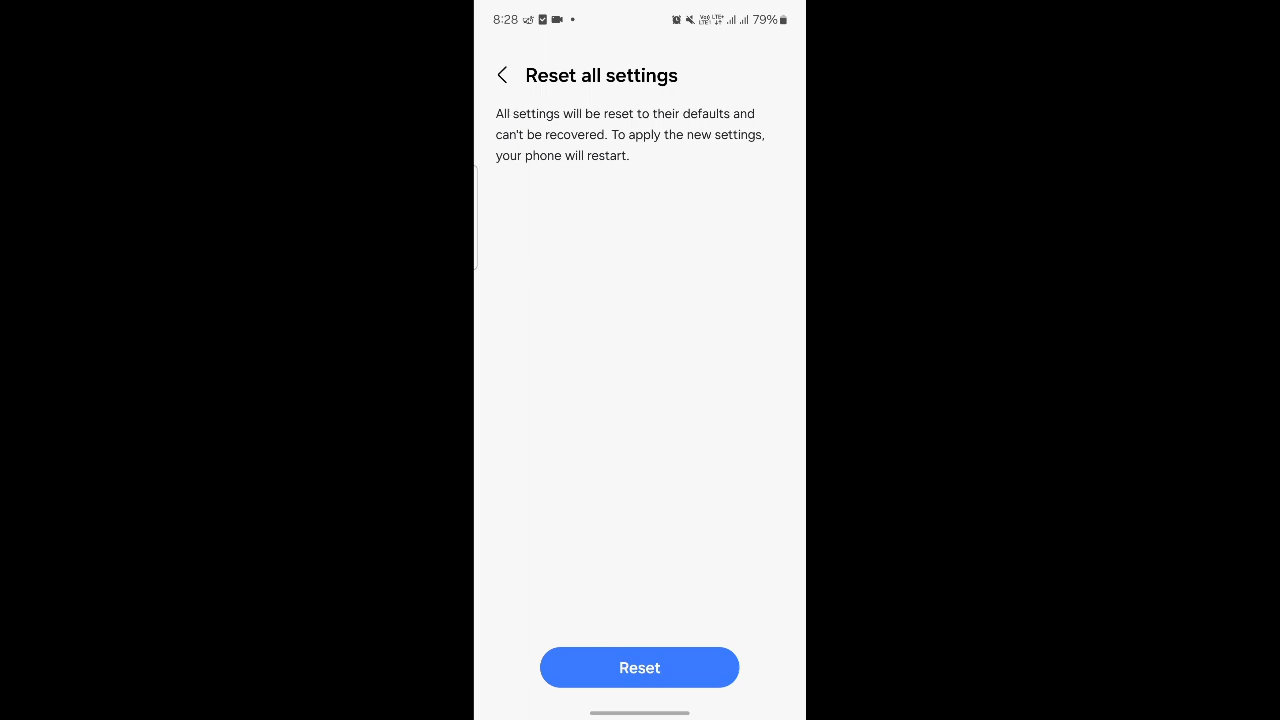 8:28 79%
Reset all settings
All settings will be reset to their defaults and
can't be recovered. To apply the new settings,
your phone will restart.
Reset